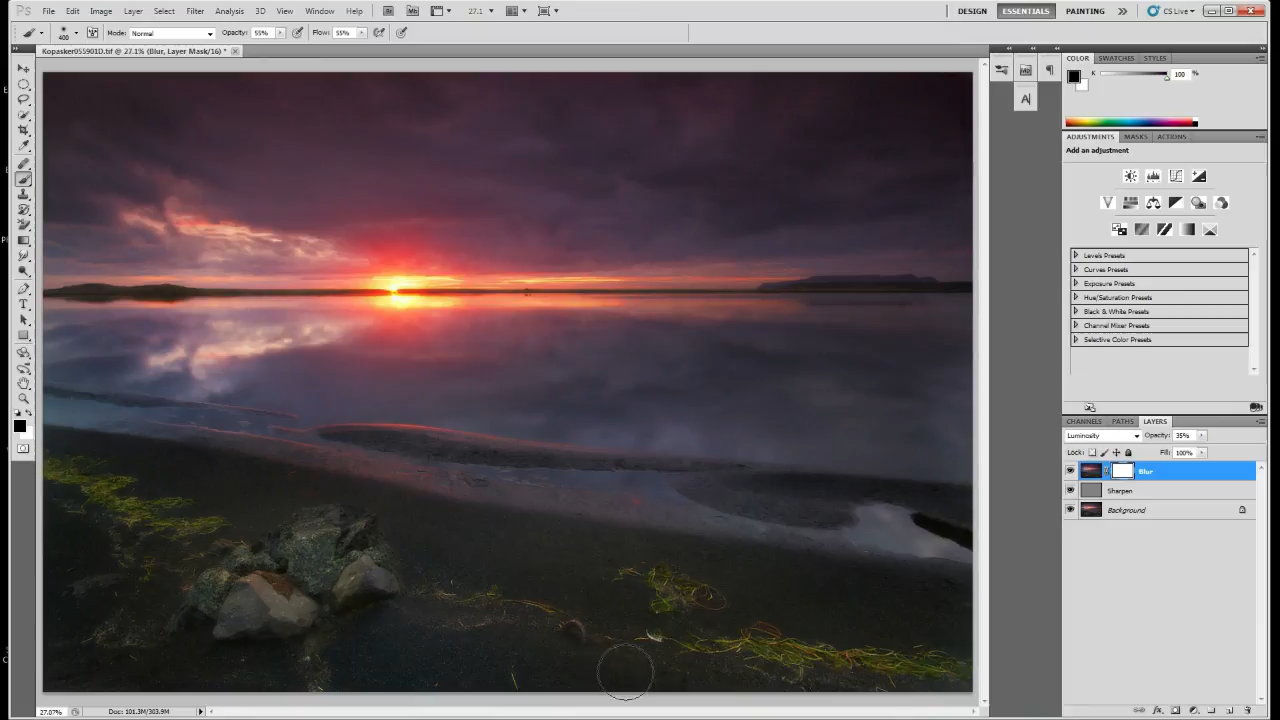 Ps File Edit Image Layer Select Filter Analysis 3D View Window Help Br Mb 27.1 DESIGN ESSENTIALS PAINTING CS Live
400 Mode: Normal Opacity: 55% Flow: 55%
Kopasker055901D.tif @ 27.1% (Blur, Layer Mask/16) *
COLOR SWATCHES STYLES
K 100 %
ADJUSTMENTS MASKS ACTIONS
Add an adjustment
Levels Presets
Curves Presets
Exposure Presets
Hue/Saturation Presets
Black & White Presets
Channel Mixer Presets
Selective Color Presets
CHANNELS PATHS LAYERS
Luminosity Opacity: 35%
Lock: Fill: 100%
Blur
Sharpen
Background
27.07% Doc: 101.3M/303.9M